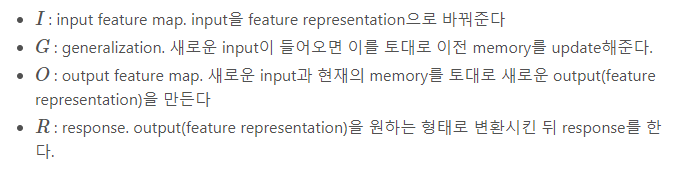 • I : input feature map. input을 feature representation으로 바꿔준다
• G : generalization. 새로운 input이 들어오면 이를 토대로 이전 memory를 update해준다.
• O : output feature map. 새로운 input과 현재의 memory를 토대로 새로운 output(feature
representation)을 만든다
• R : response. output(feature representation)을 원하는 형태로 변환시킨 뒤 response를 한
다.